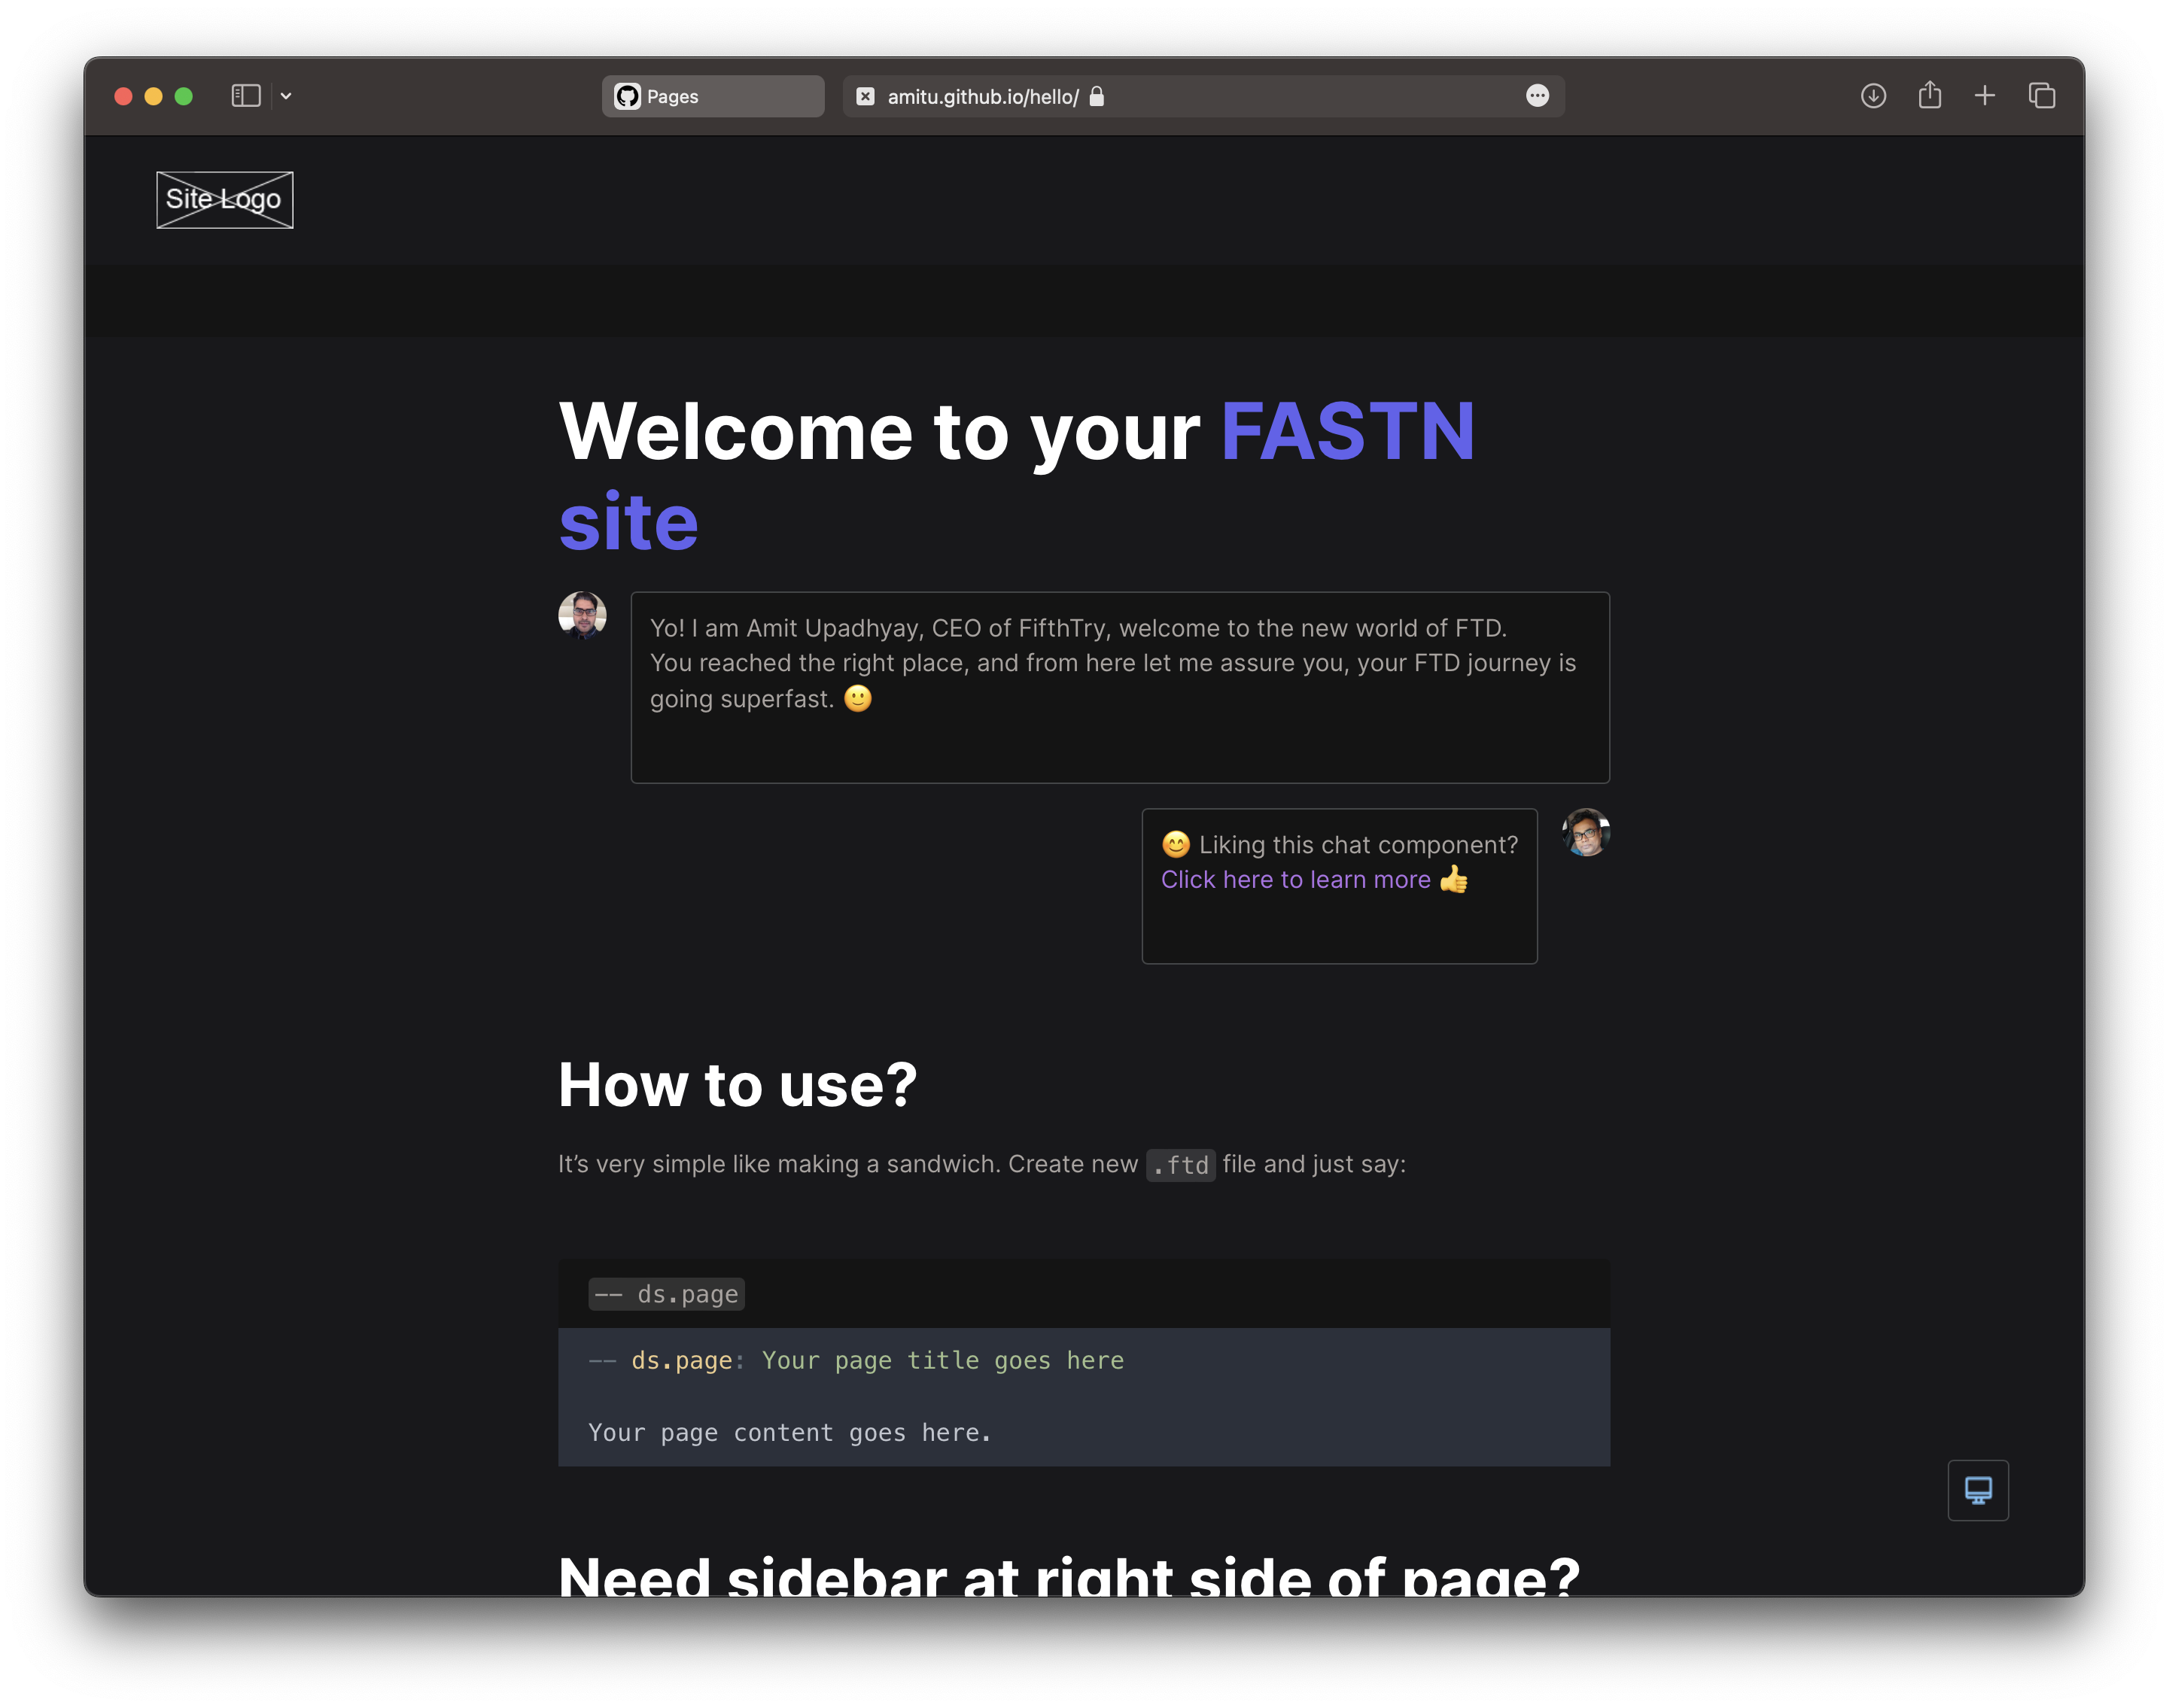 Pages
amitu.github.io/hello/
Site Logo
Welcome to your FASTN
site
Yo! I am Amit Upadhyay, CEO of FifthTry, welcome to the new world of FTD.
You reached the right place, and from here let me assure you, your FTD journey is
going superfast. 🙂
😊 Liking this chat component?
Click here to learn more 👍
How to use?
It’s very simple like making a sandwich. Create new .ftd file and just say:
-- ds.page
-- ds.page: Your page title goes here
Your page content goes here.
Need sidebar at right side of page?